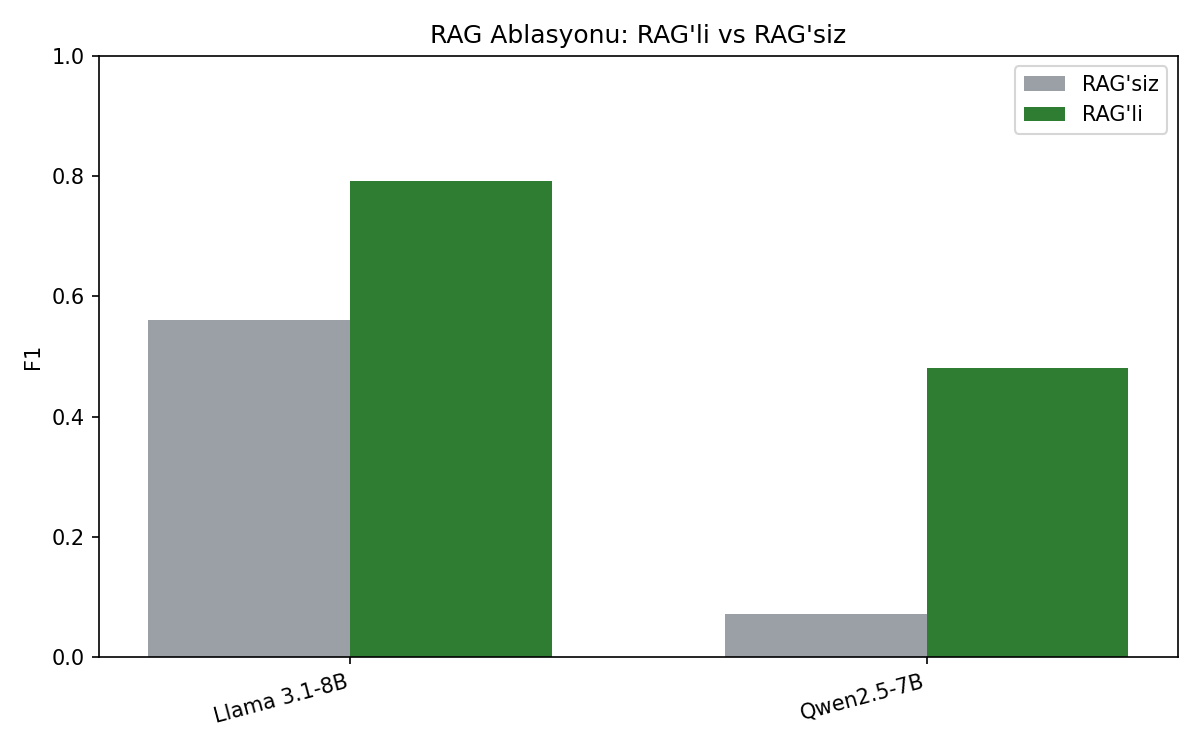 RAG Ablasyonu: RAG'li vs RAG'siz
RAG'siz
RAG'li
1.0
0.8
0.6
0.4
0.2
0.0
F1
Llama 3.1-8B
Qwen2.5-7B